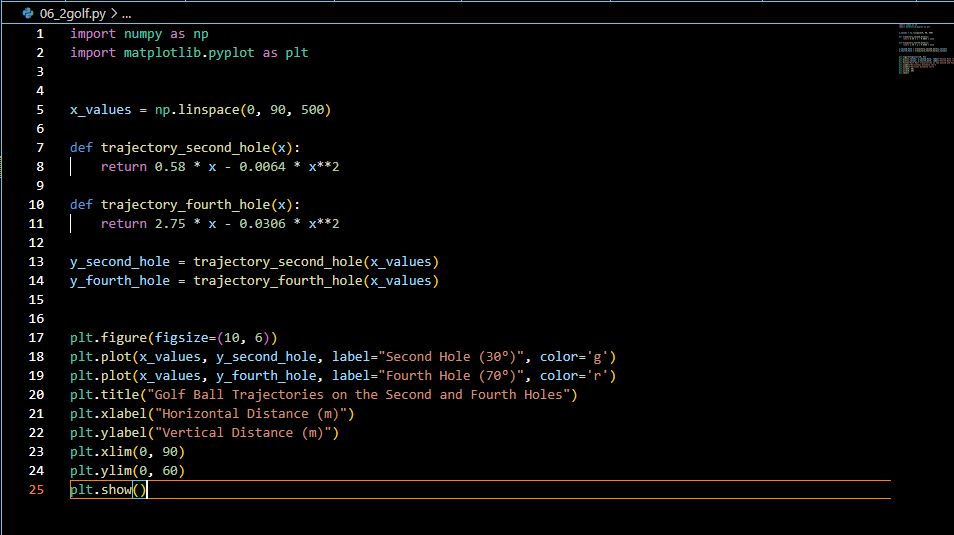 06_2golf.py > ...
1 import numpy as np
2 import matplotlib.pyplot as plt
3
4
5 x_values = np.linspace(0, 90, 500)
6
7 def trajectory_second_hole(x):
8     return 0.58 * x - 0.0064 * x**2
9
10 def trajectory_fourth_hole(x):
11     return 2.75 * x - 0.0306 * x**2
12
13 y_second_hole = trajectory_second_hole(x_values)
14 y_fourth_hole = trajectory_fourth_hole(x_values)
15
16
17 plt.figure(figsize=(10, 6))
18 plt.plot(x_values, y_second_hole, label="Second Hole (30°)", color='g')
19 plt.plot(x_values, y_fourth_hole, label="Fourth Hole (70°)", color='r')
20 plt.title("Golf Ball Trajectories on the Second and Fourth Holes")
21 plt.xlabel("Horizontal Distance (m)")
22 plt.ylabel("Vertical Distance (m)")
23 plt.xlim(0, 90)
24 plt.ylim(0, 60)
25 plt.show()